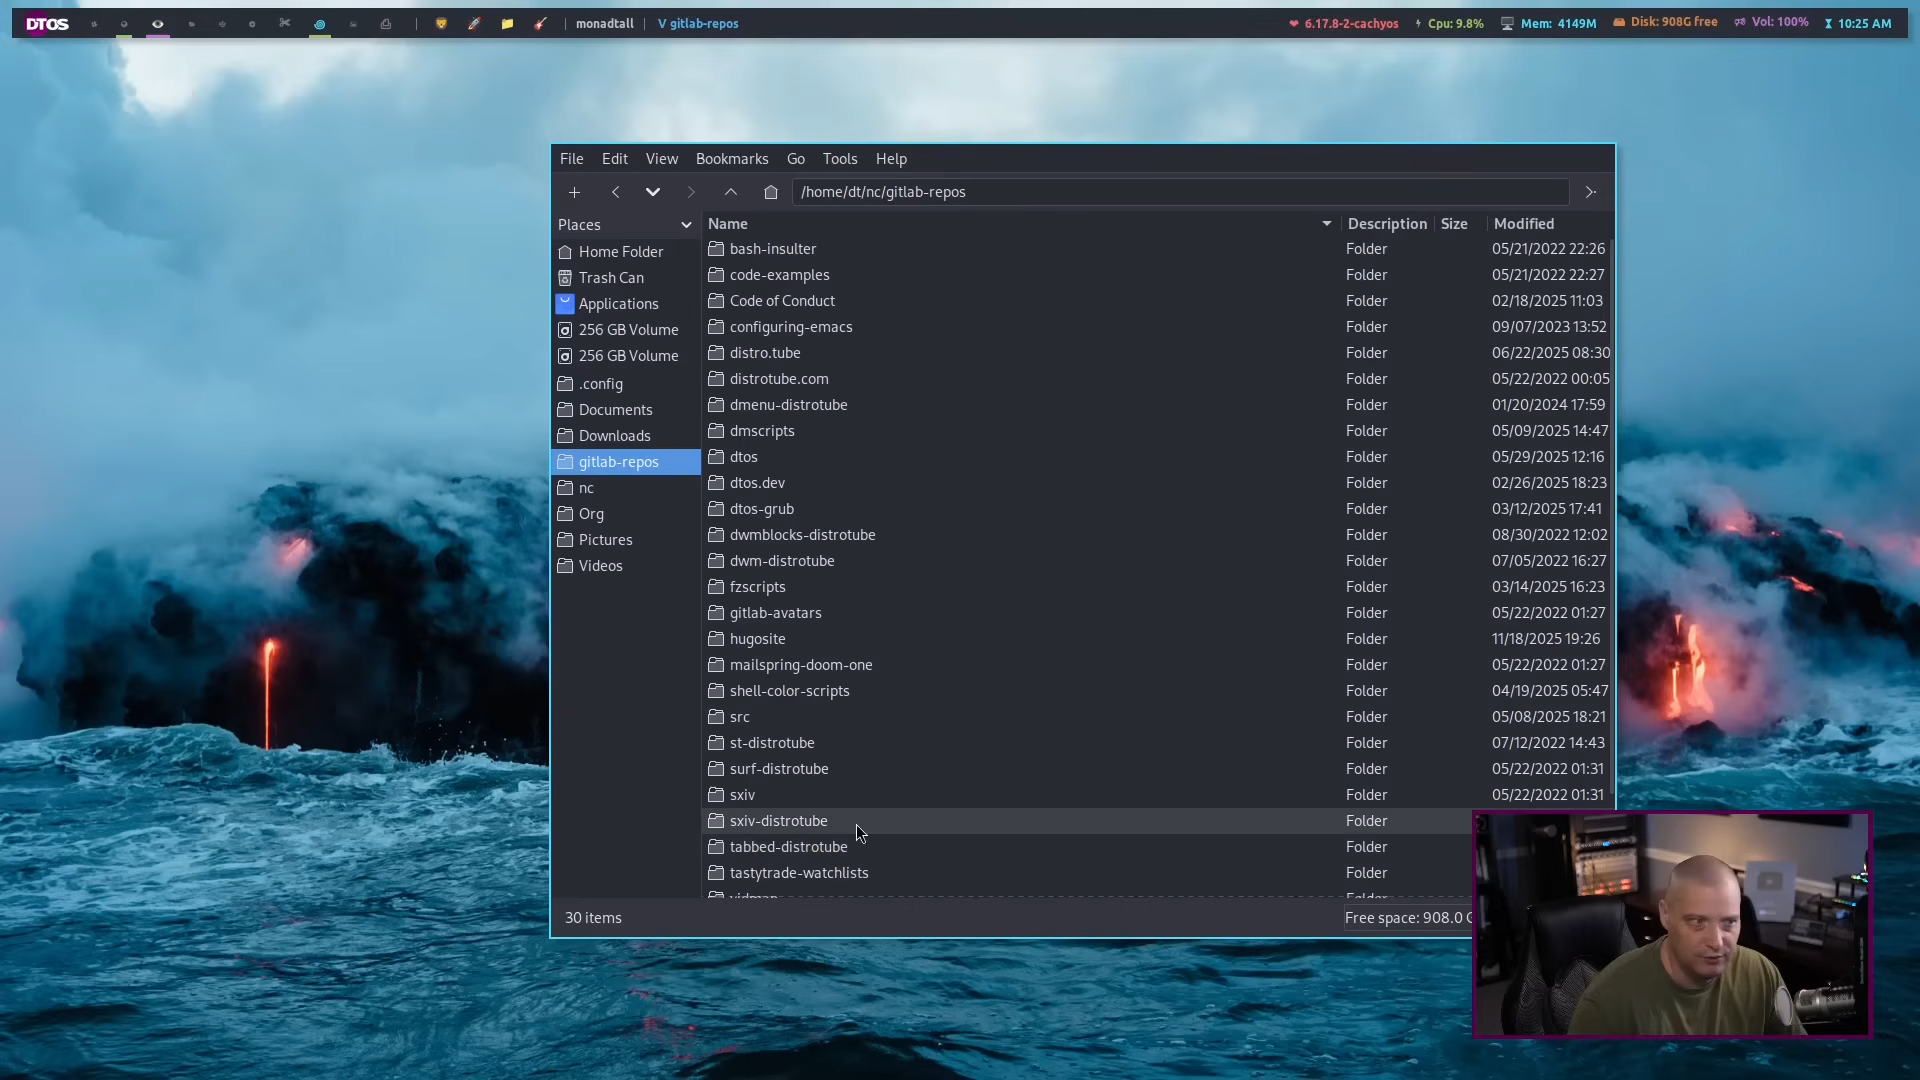 DTOS monadtall V gitlab-repos 6.17.8-2-cachyos Cpu: 9.8% Mem: 4149M Disk: 908G free Vol: 100% 10:25 AM
File Edit View Bookmarks Go Tools Help
/home/dt/nc/gitlab-repos
Places
Home Folder
Trash Can
Applications
256 GB Volume
256 GB Volume
.config
Documents
Downloads
gitlab-repos
nc
Org
Pictures
Videos
Name Description Size Modified
bash-insulter Folder 05/21/2022 22:26
code-examples Folder 05/21/2022 22:27
Code of Conduct Folder 02/18/2025 11:03
configuring-emacs Folder 09/07/2023 13:52
distro.tube Folder 06/22/2025 08:30
distrotube.com Folder 05/22/2022 00:05
dmenu-distrotube Folder 01/20/2024 17:59
dmscripts Folder 05/09/2025 14:47
dtos Folder 05/29/2025 12:16
dtos.dev Folder 02/26/2025 18:23
dtos-grub Folder 03/12/2025 17:41
dwmblocks-distrotube Folder 08/30/2022 12:02
dwm-distrotube Folder 07/05/2022 16:27
fzscripts Folder 03/14/2025 16:23
gitlab-avatars Folder 05/22/2022 01:27
hugosite Folder 11/18/2025 19:26
mailspring-doom-one Folder 05/22/2022 01:27
shell-color-scripts Folder 04/19/2025 05:47
src Folder 05/08/2025 18:21
st-distrotube Folder 07/12/2022 14:43
surf-distrotube Folder 05/22/2022 01:31
sxiv Folder 05/22/2022 01:31
sxiv-distrotube Folder
tabbed-distrotube Folder
tastytrade-watchlists Folder
30 items Free space: 908.0